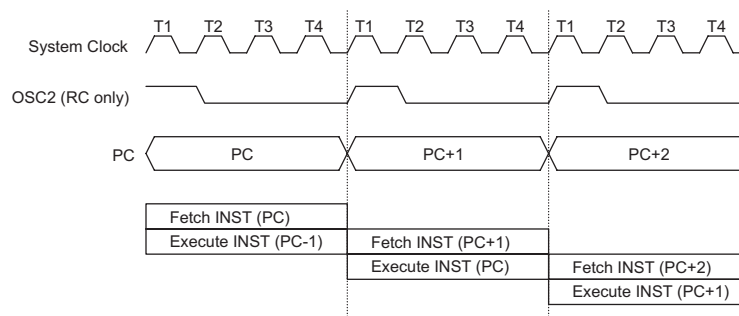 T1 T2 T3 T4 T1 T2 T3 T4 T1 T2 T3 T4
System Clock
OSC2 (RC only)
PC PC PC+1 PC+2
Fetch INST (PC)
Execute INST (PC-1) Fetch INST (PC+1)
Execute INST (PC) Fetch INST (PC+2)
Execute INST (PC+1)